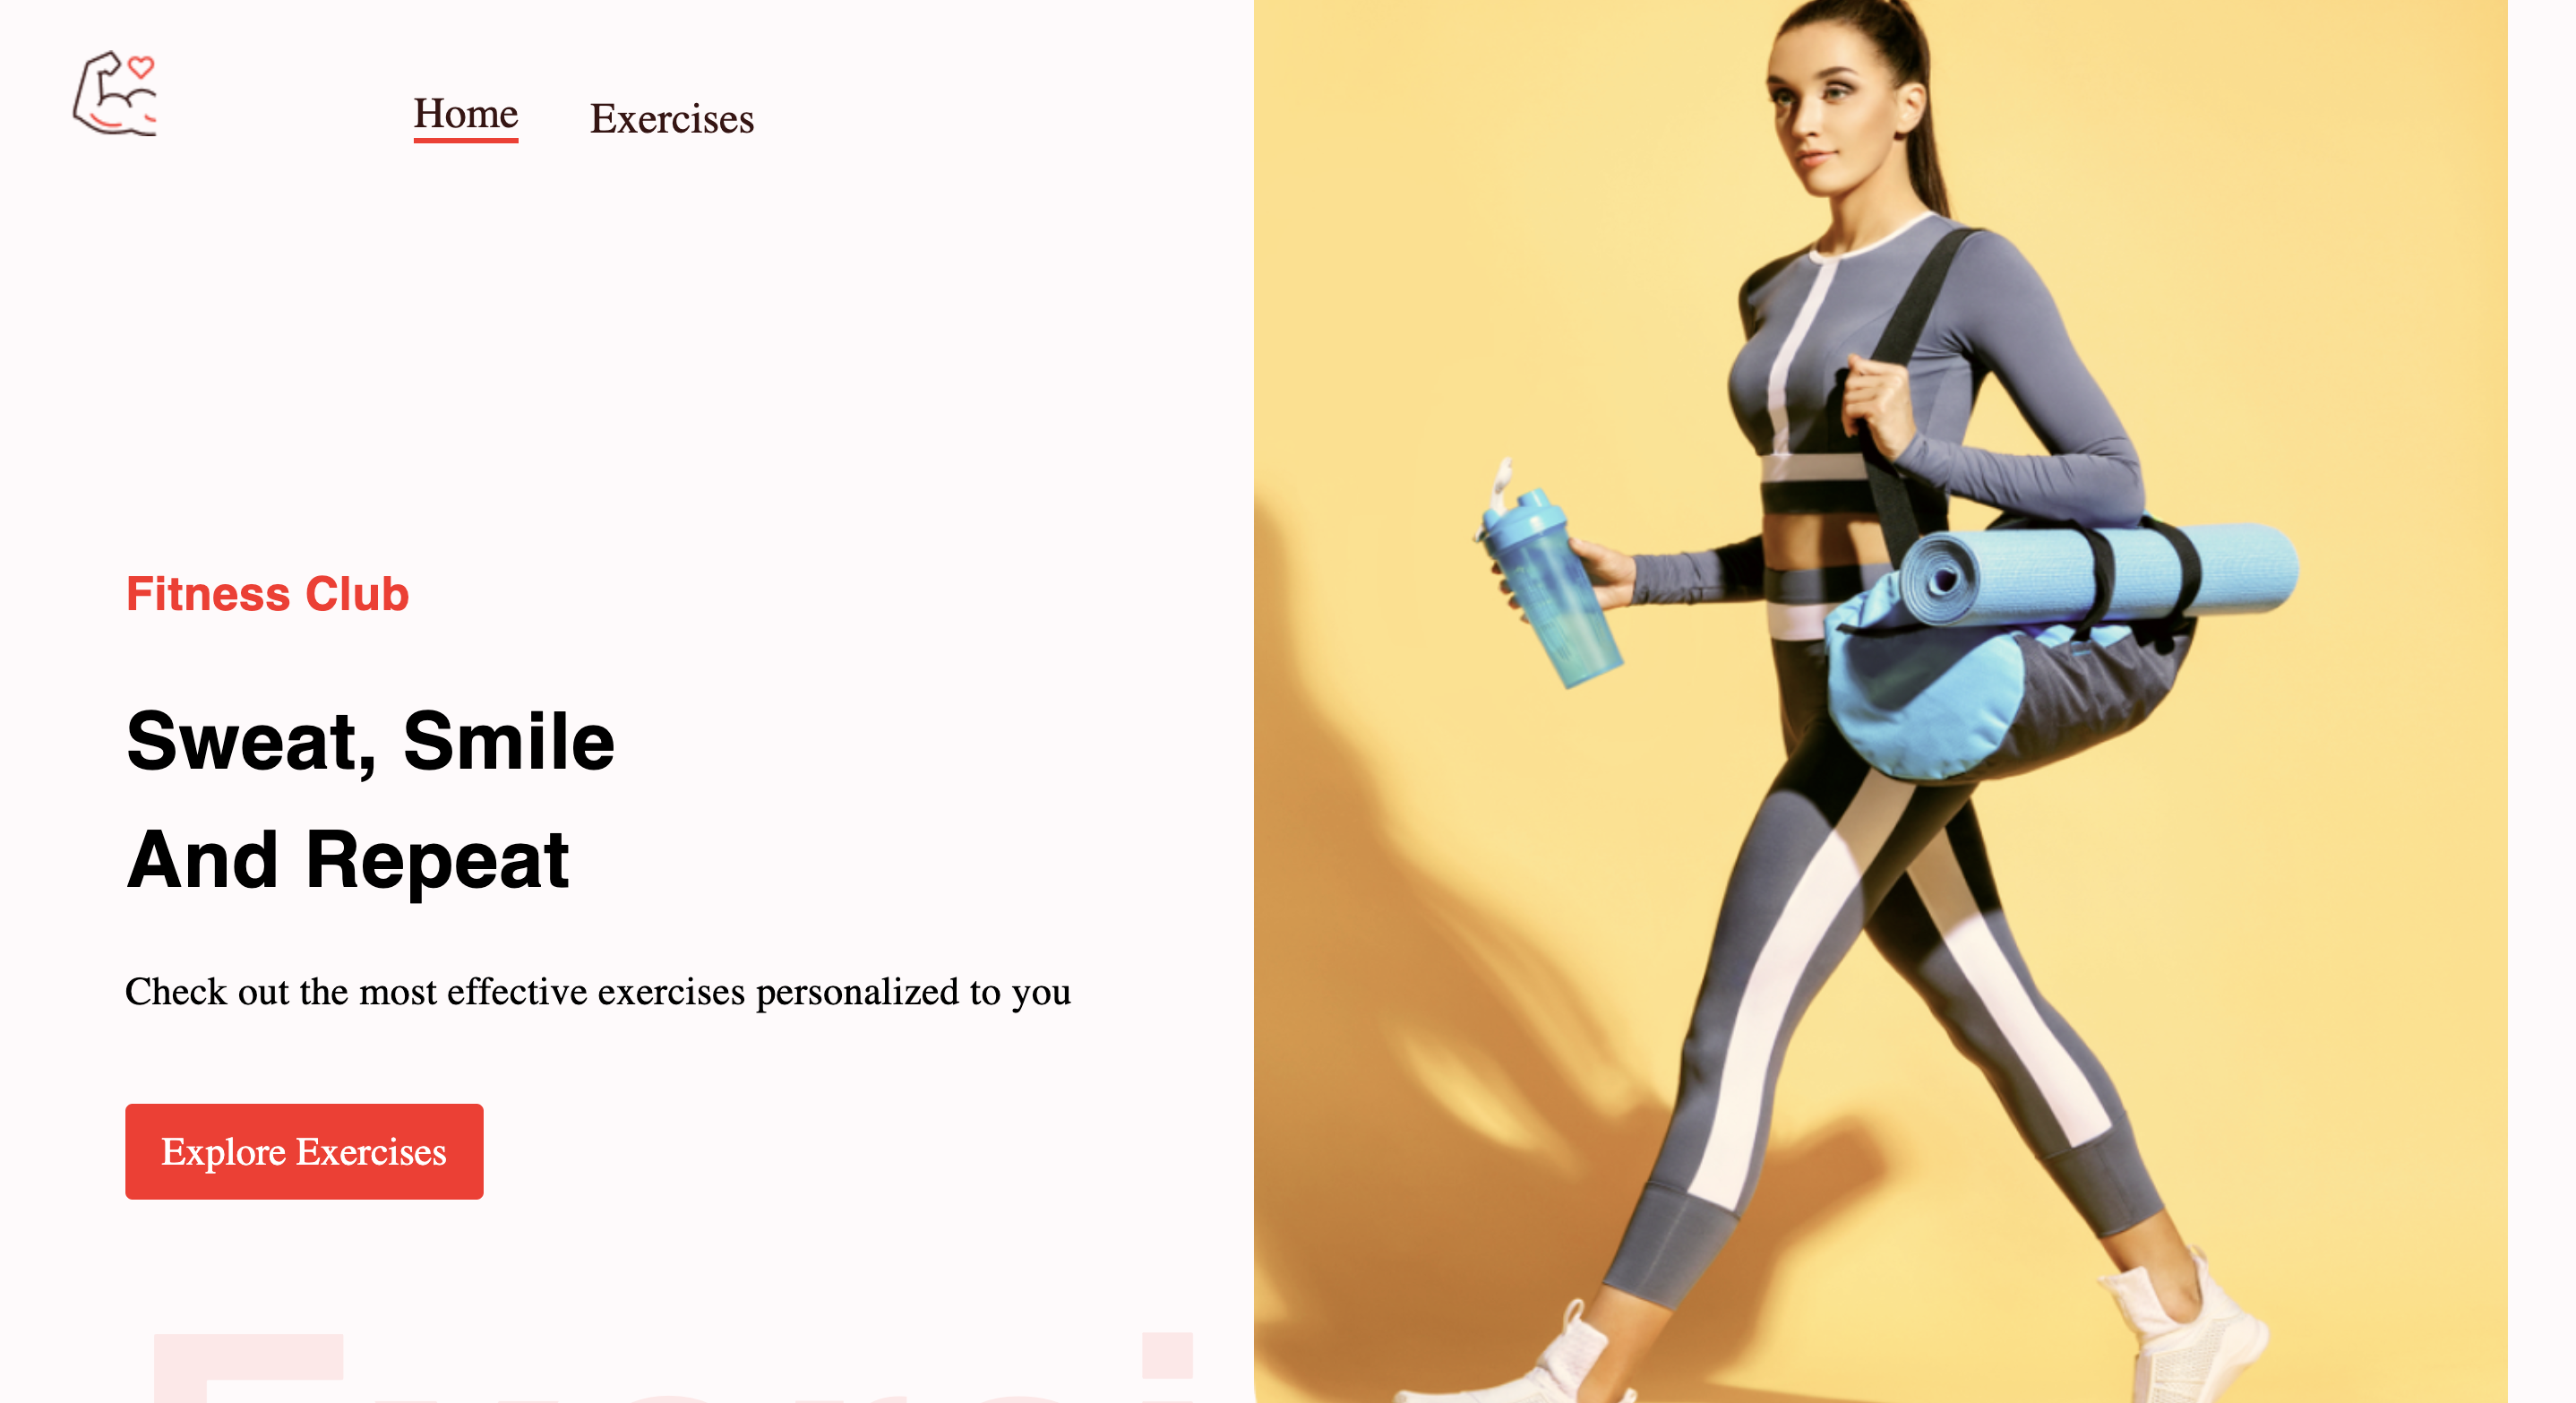 Home Exercises
Fitness Club
Sweat, Smile
And Repeat
Check out the most effective exercises personalized to you
Explore Exercises